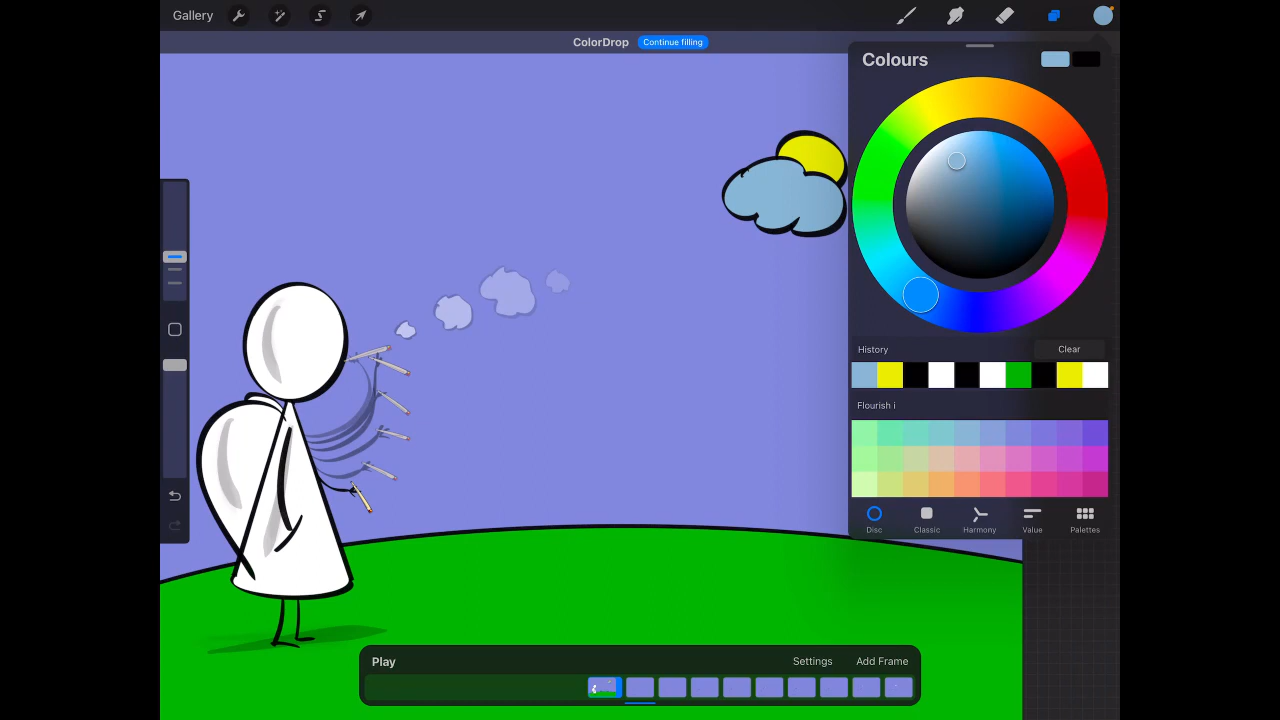 Gallery
ColorDrop Continue filling
Colours
History Clear
Flourish i
Disc Classic Harmony Value Palettes
Play Settings Add Frame